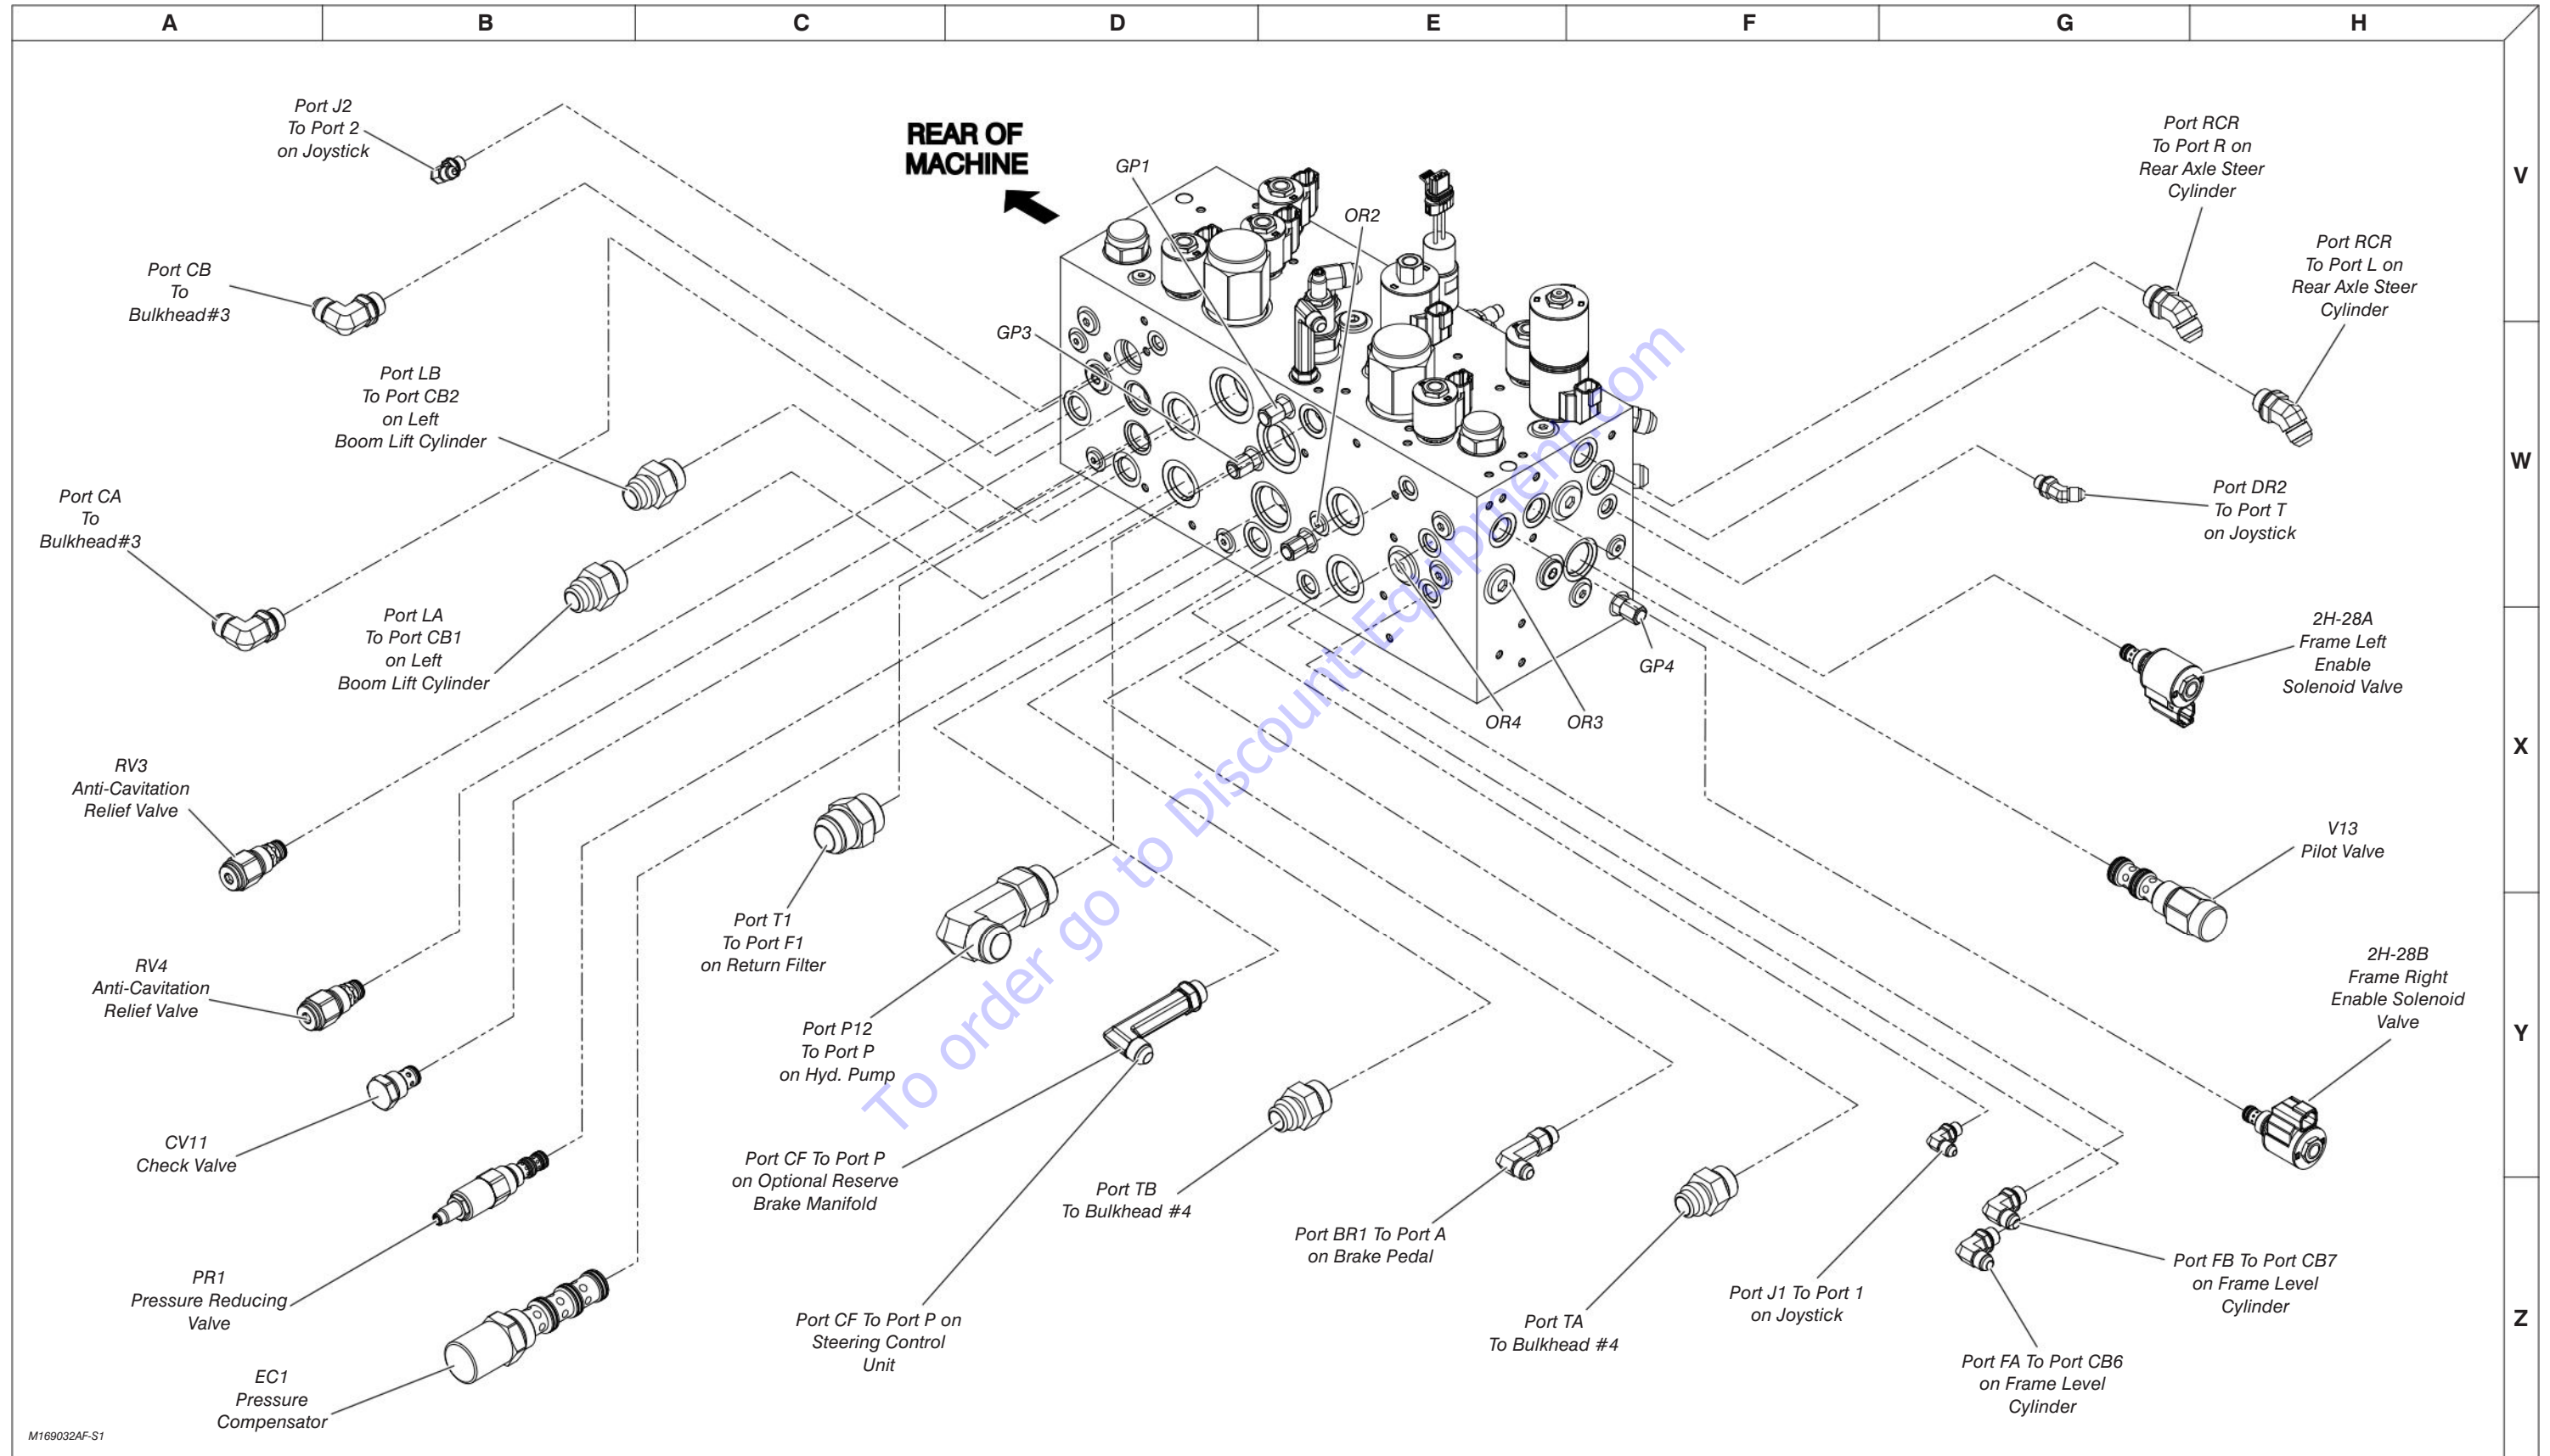 A B C D E F G H
Port J2
To Port 2
on Joystick
REAR OF
MACHINE
GP1
OR2
Port RCR
To Port R on
Rear Axle Steer
Cylinder
V
Port RCR
To Port L on
Rear Axle Steer
Cylinder
Port CB
To
Bulkhead#3
GP3
Port LB
To Port CB2
on Left
Boom Lift Cylinder
W
Port CA
To
Bulkhead#3
Port DR2
To Port T
on Joystick
Port LA
To Port CB1
on Left
Boom Lift Cylinder
2H-28A
Frame Left
Enable
Solenoid Valve
GP4
OR4
OR3
X
RV3
Anti-Cavitation
Relief Valve
V13
Pilot Valve
Port T1
To Port F1
on Return Filter
RV4
Anti-Cavitation
Relief Valve
2H-28B
Frame Right
Enable Solenoid
Valve
Port P12
To Port P
on Hyd. Pump
Y
CV11
Check Valve
Port CF To Port P
on Optional Reserve
Brake Manifold
Port TB
To Bulkhead #4
Port BR1 To Port A
on Brake Pedal
PR1
Pressure Reducing
Valve
Port CF To Port P on
Steering Control
Unit
Port TA
To Bulkhead #4
Port J1 To Port 1
on Joystick
Port FB To Port CB7
on Frame Level
Cylinder
Z
Port FA To Port CB6
on Frame Level
Cylinder
EC1
Pressure
Compensator
M169032AF-S1
To order go to Discount-Equipment.com